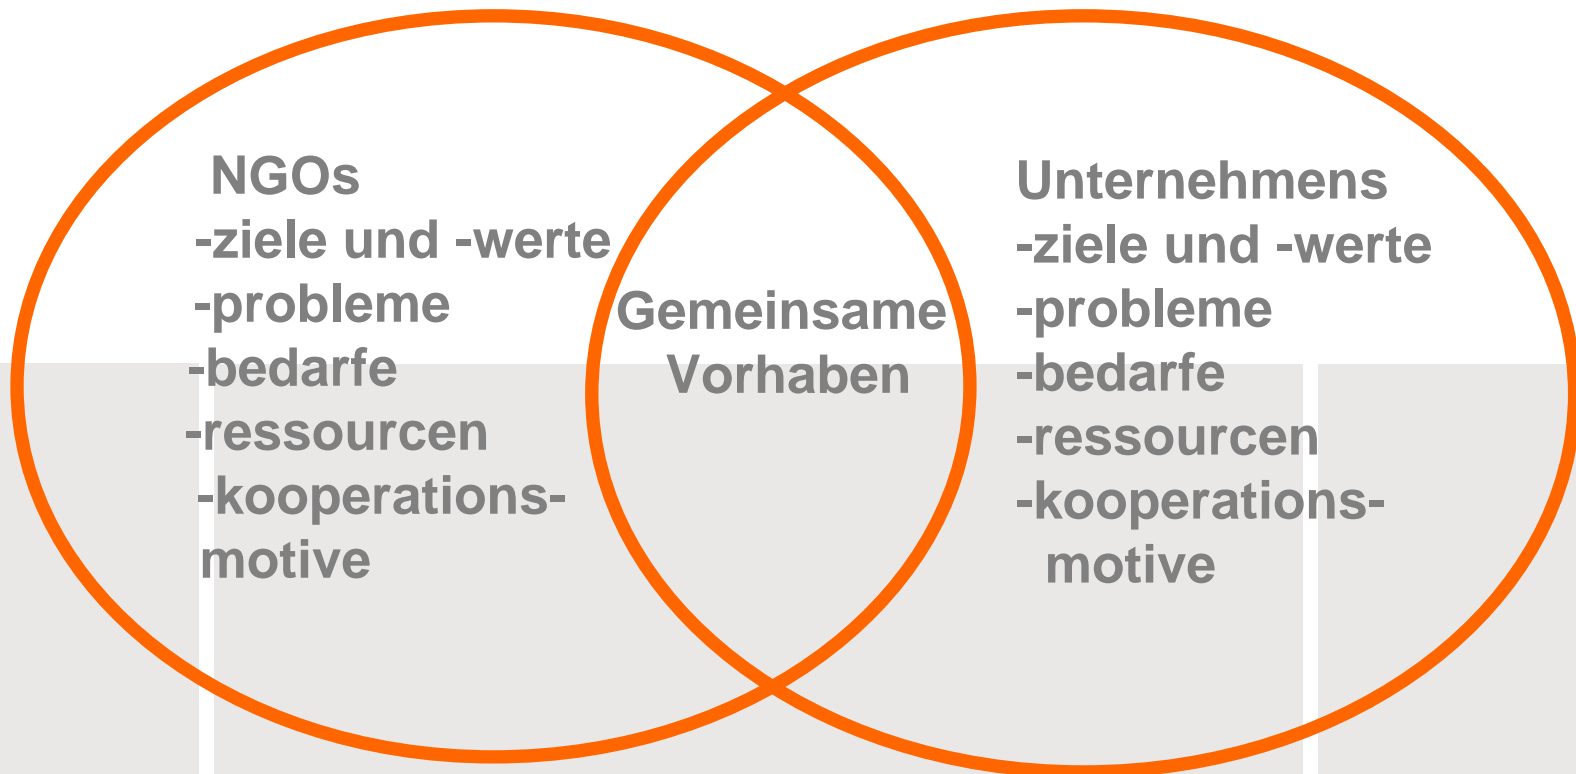 NGOs
-ziele und -werte
-probleme
-bedarfe
-ressourcen
-kooperations-
motive
Gemeinsame
Vorhaben
Unternehmens
-ziele und -werte
-probleme
-bedarfe
-ressourcen
-kooperations-
motive